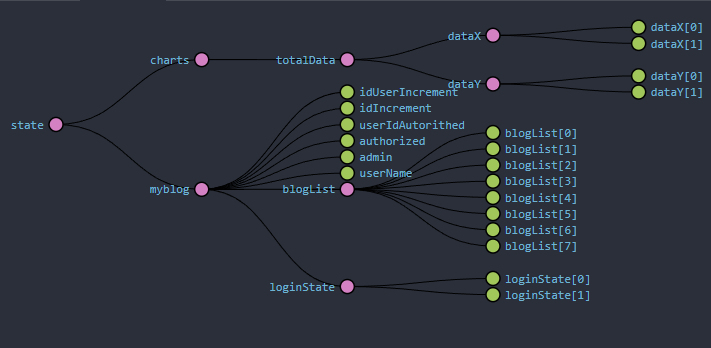 state
charts
totalData
dataX
dataX[0]
dataX[1]
dataY
dataY[0]
dataY[1]
myblog
idUserIncrement
idIncrement
userIdAutorithed
authorized
admin
userName
blogList
blogList[0]
blogList[1]
blogList[2]
blogList[3]
blogList[4]
blogList[5]
blogList[6]
blogList[7]
loginState
loginState[0]
loginState[1]